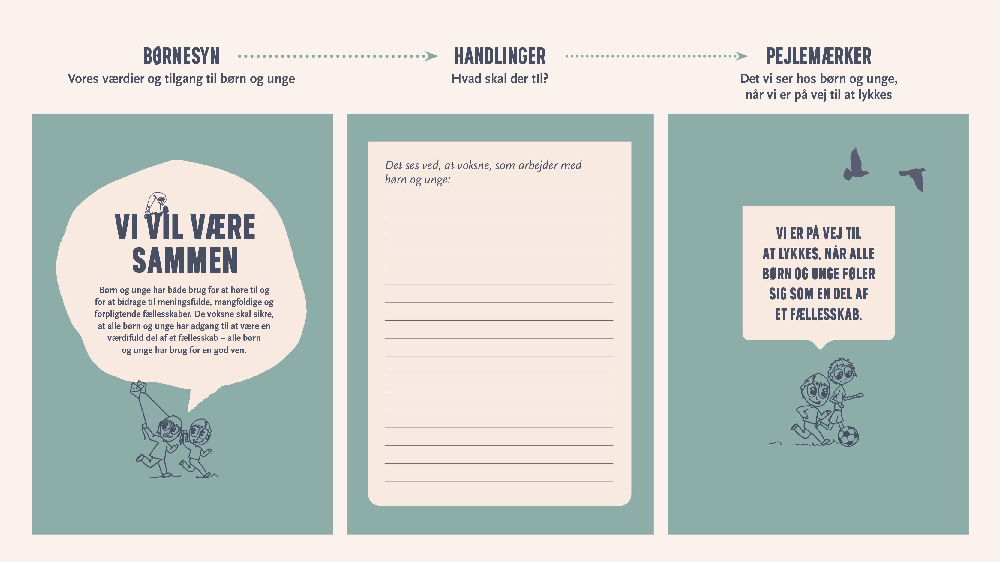 BØRNESYN
Vores værdier og tilgang til børn og unge
HANDLINGER
Hvad skal der tIl?
PEJLEMÆRKER
Det vi ser hos børn og unge,
når vi er på vej til at lykkes
VI VIL VÆRE
SAMMEN
Børn og unge har både brug for at høre til og
for at bidrage til meningsfulde, mangfoldige og
forpligtende fællesskaber. De voksne skal sikre,
at alle børn og unge har adgang til at være en
værdifuld del af et fællesskab – alle børn
og unge har brug for en god ven.
Det ses ved, at voksne, som arbejder med
børn og unge:
VI ER PÅ VEJ TIL
AT LYKKES, NÅR ALLE
BØRN OG UNGE FØLER
SIG SOM EN DEL AF
ET FÆLLESSKAB.